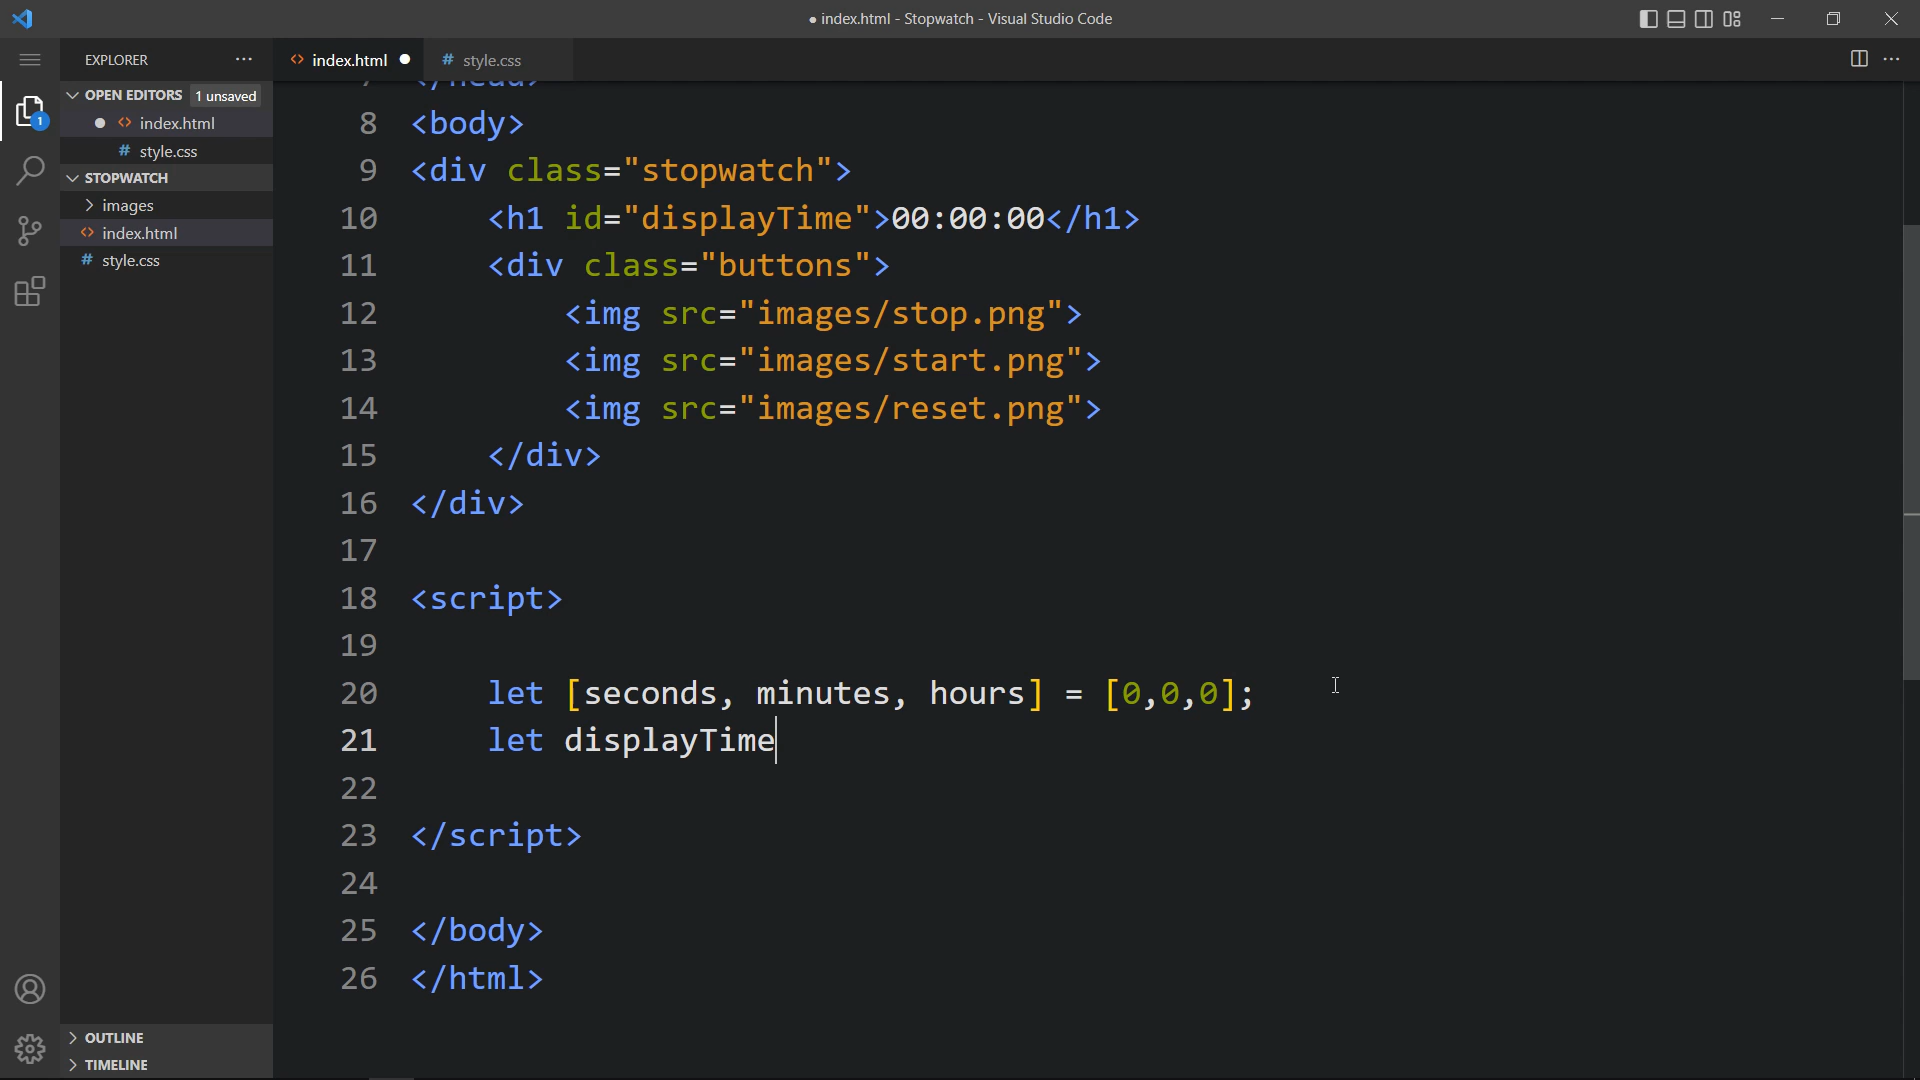 ● index.html - Stopwatch - Visual Studio Code
EXPLORER
index.html
style.css
OPEN EDITORS 1 unsaved
index.html
style.css
STOPWATCH
images
index.html
style.css
1
7 </head>
8 <body>
9 <div class="stopwatch">
10 <h1 id="displayTime">00:00:00</h1>
11 <div class="buttons">
12 <img src="images/stop.png">
13 <img src="images/start.png">
14 <img src="images/reset.png">
15 </div>
16 </div>
17
18 <script>
19
20 let [seconds, minutes, hours] = [0,0,0];
21 let displayTime
22
23 </script>
24
25 </body>
26 </html>
OUTLINE
TIMELINE